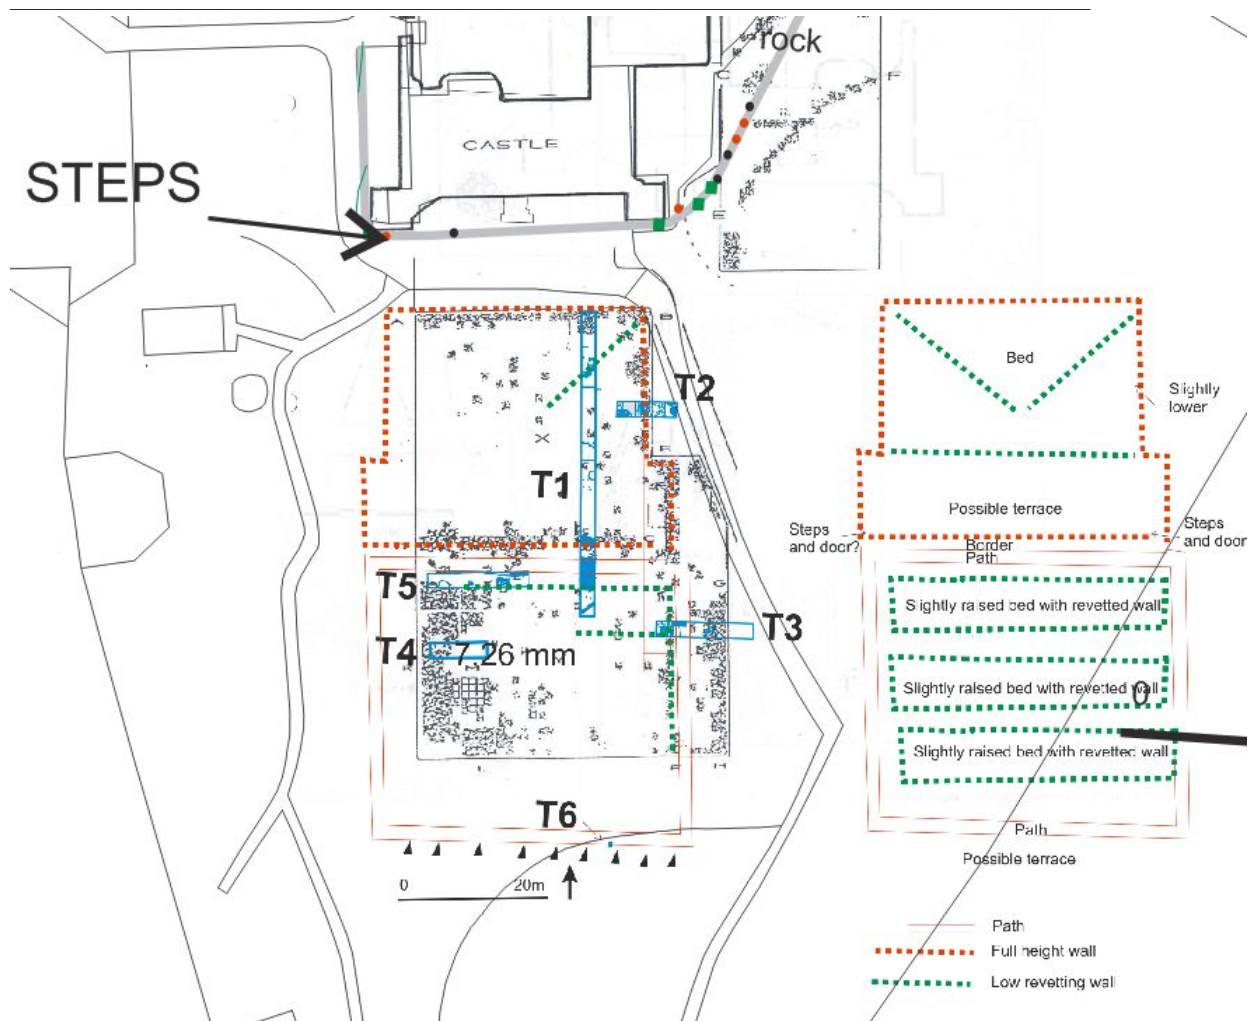 rock
C
F
CASTLE
STEPS
E
T2
Bed
Slightly
lower
X
T1
Possible terrace
Steps
and door?
Steps
and door
Border
Path
T5
Slightly raised bed with revetted wall
T3
T4
7.26 mm
Slightly raised bed with revetted wall
0
Slightly raised bed with revetted wall
T6
Path
Possible terrace
0 20m
Path
Full height wall
Low revetting wall